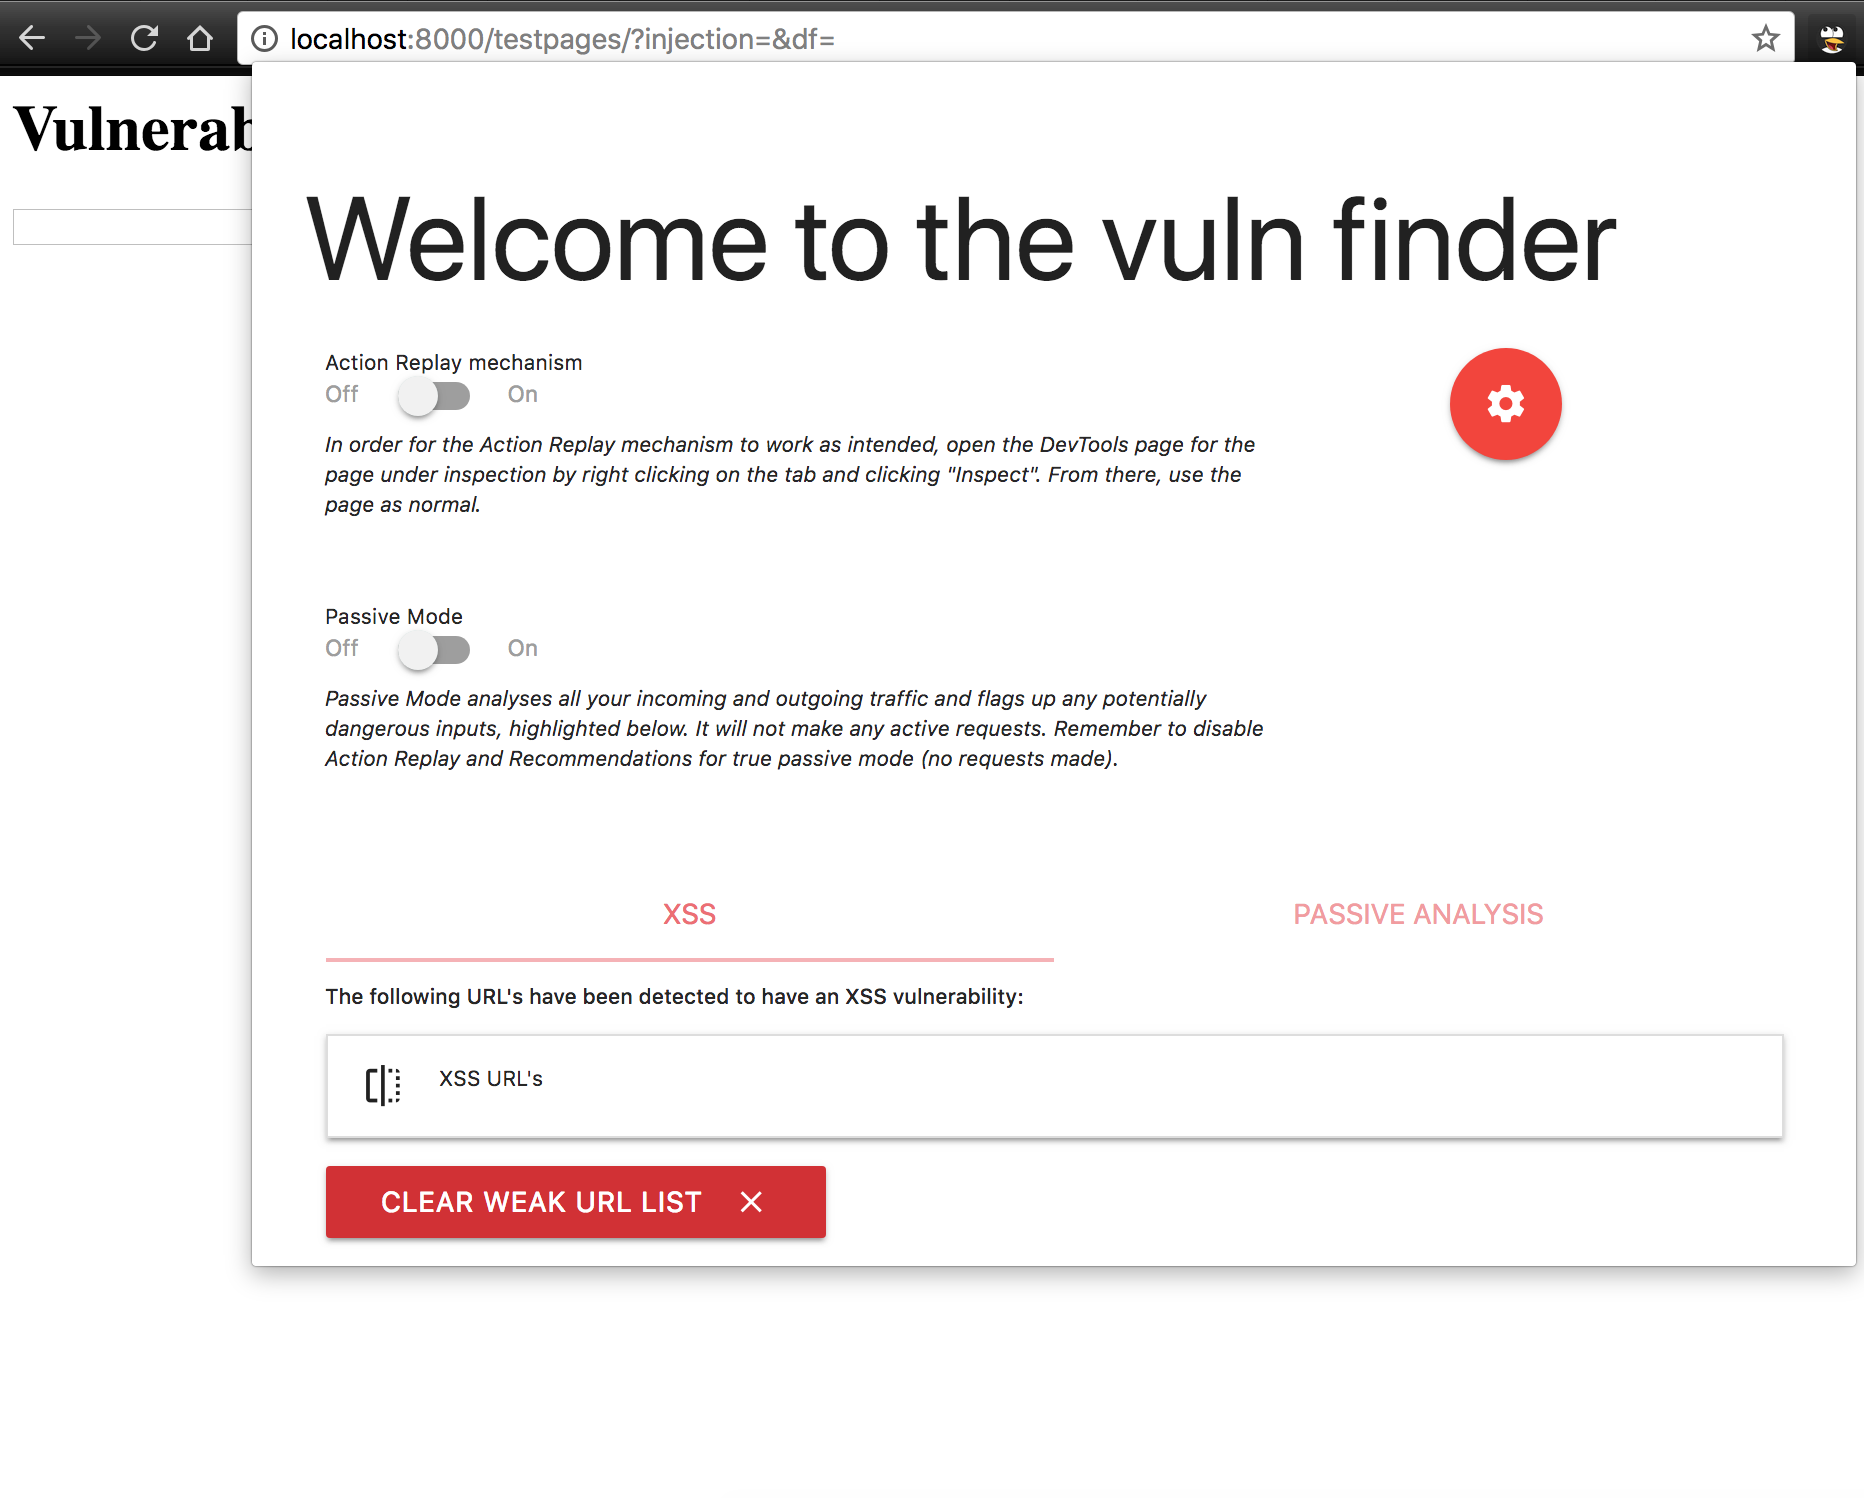 localhost:8000/testpages/?injection=&df=
Vulnerab
Welcome to the vuln finder
Action Replay mechanism
Off On
In order for the Action Replay mechanism to work as intended, open the DevTools page for the
page under inspection by right clicking on the tab and clicking "Inspect". From there, use the
page as normal.
Passive Mode
Off On
Passive Mode analyses all your incoming and outgoing traffic and flags up any potentially
dangerous inputs, highlighted below. It will not make any active requests. Remember to disable
Action Replay and Recommendations for true passive mode (no requests made).
XSS PASSIVE ANALYSIS
The following URL's have been detected to have an XSS vulnerability:
XSS URL's
CLEAR WEAK URL LIST